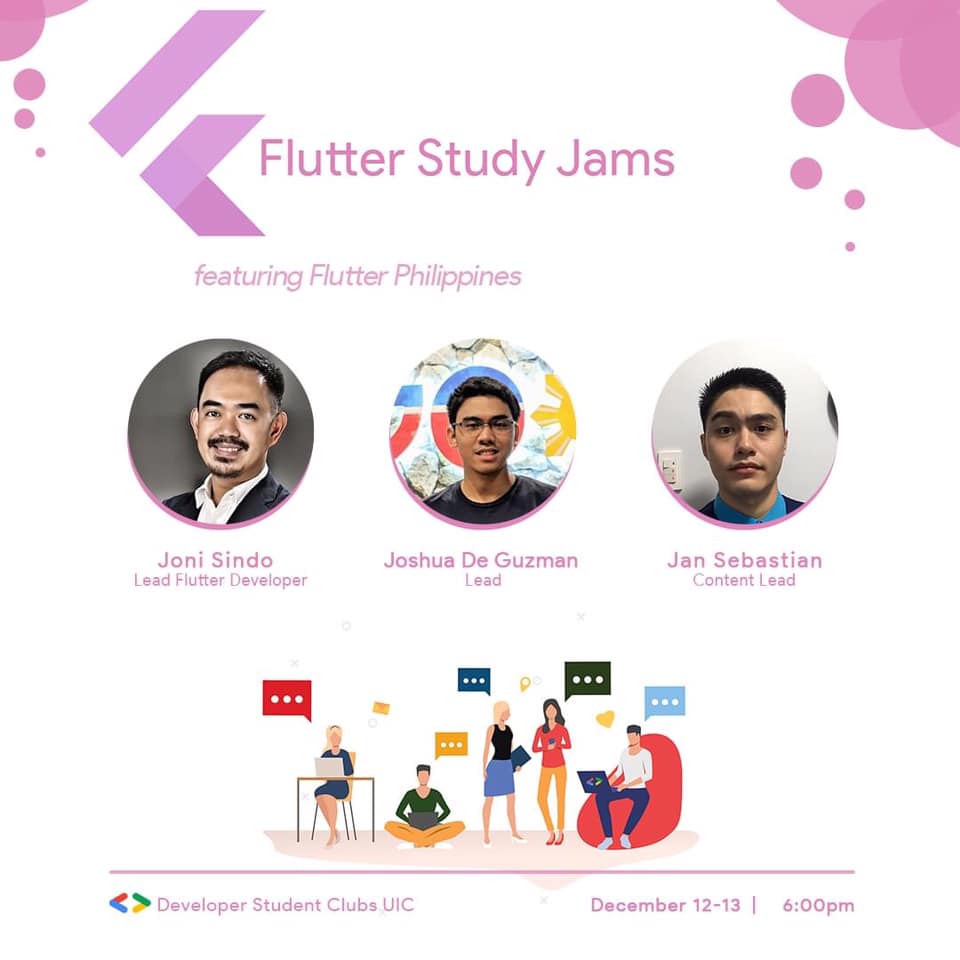 Flutter Study Jams
featuring Flutter Philippines
Joni Sindo
Lead Flutter Developer
Joshua De Guzman
Lead
Jan Sebastian
Content Lead
Developer Student Clubs UIC
December 12-13 | 6:00pm